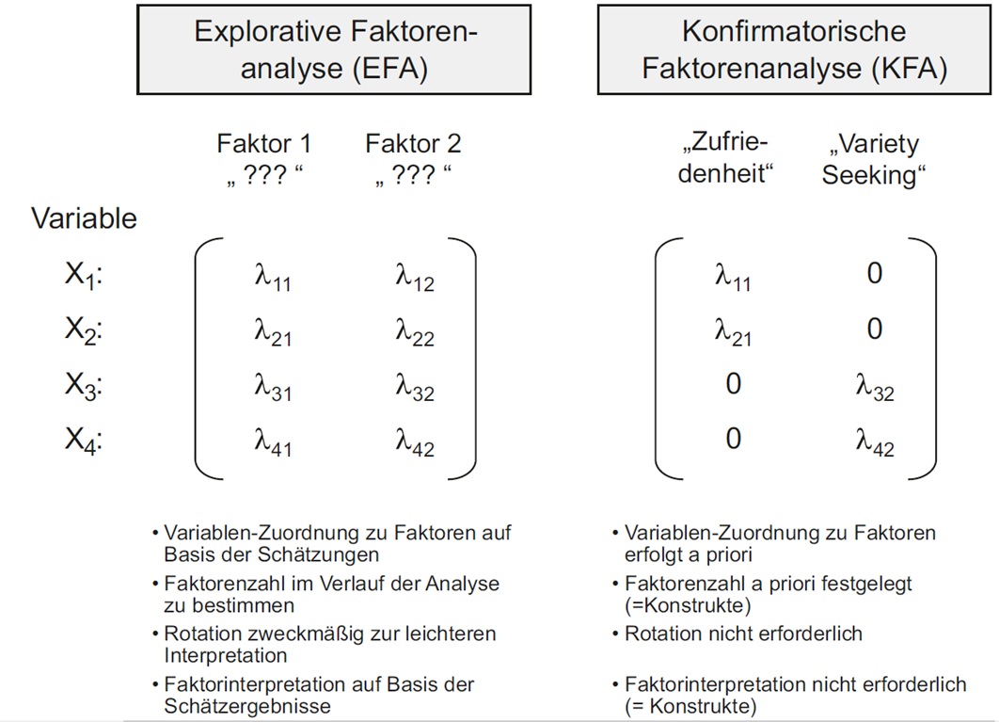 Explorative Faktoren-
analyse (EFA)
Konfirmatorische
Faktorenanalyse (KFA)
Faktor 1 Faktor 2 „Zufrie- „Variety
„ ??? “ „ ??? “ denheit“ Seeking“
Variable
X₁: λ₁₁ λ₁₂ λ₁₁ 0
X₂: λ₂₁ λ₂₂ λ₂₁ 0
X₃: λ₃₁ λ₃₂ 0 λ₃₂
X₄: λ₄₁ λ₄₂ 0 λ₄₂
• Variablen-Zuordnung zu Faktoren auf
Basis der Schätzungen
• Faktorenzahl im Verlauf der Analyse
zu bestimmen
• Rotation zweckmäßig zur leichteren
Interpretation
• Faktorinterpretation auf Basis der
Schätzergebnisse
• Variablen-Zuordnung zu Faktoren
erfolgt a priori
• Faktorenzahl a priori festgelegt
(=Konstrukte)
• Rotation nicht erforderlich
• Faktorinterpretation nicht erforderlich
(= Konstrukte)